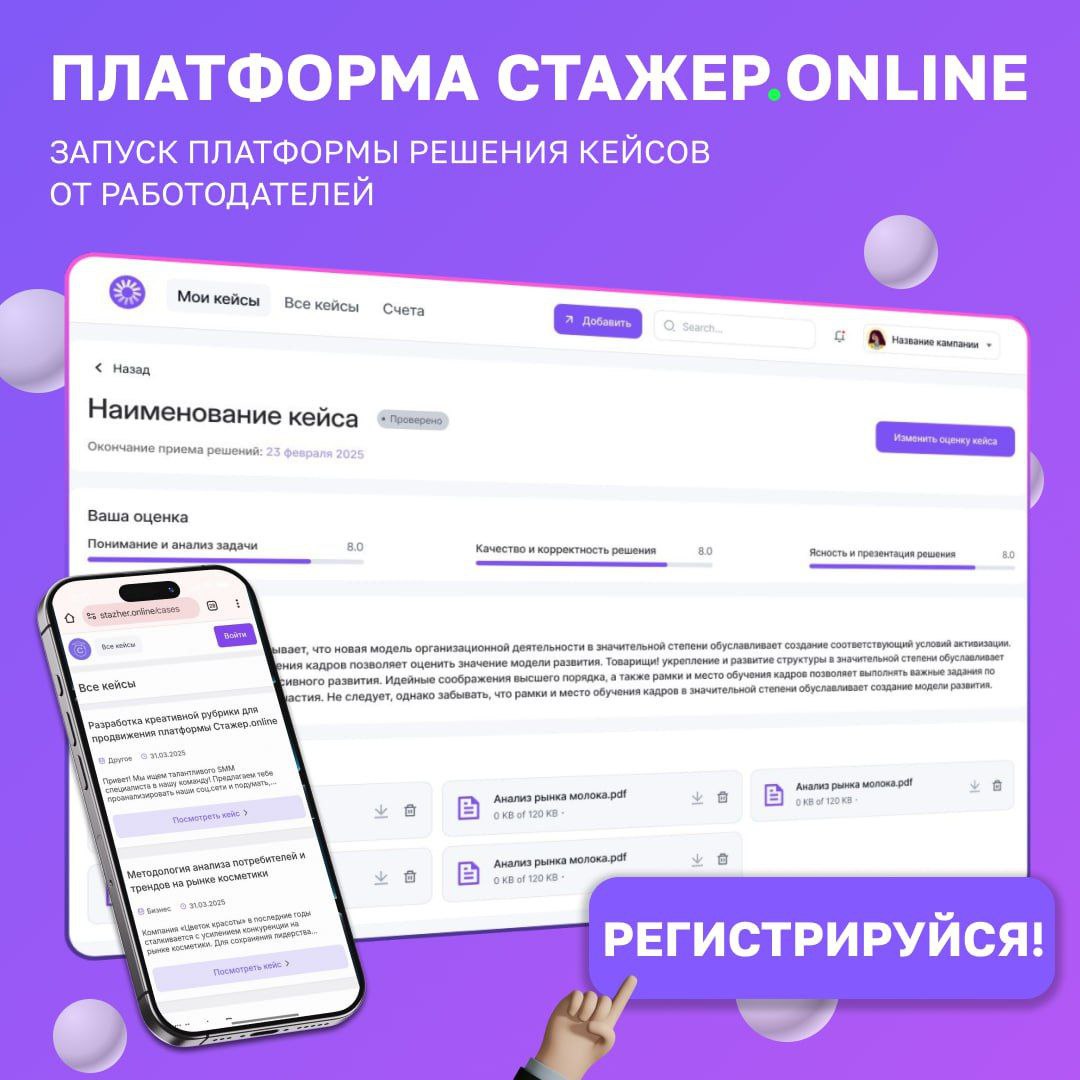 ПЛАТФОРМА СТАЖЕР.ONLINE
ЗАПУСК ПЛАТФОРМЫ РЕШЕНИЯ КЕЙСОВ
ОТ РАБОТОДАТЕЛЕЙ
Мои кейсы Все кейсы Счета Добавить Search... Название кампании
Назад
Наименование кейса Проверено
Изменить оценку кейса
Окончание приема решений: 23 февраля 2025
Ваша оценка
Понимание и анализ задачи 8.0 Качество и корректность решения 8.0 Ясность и презентация решения 8.0
что новая модель организационной деятельности в значительной степени обуславливает создание соответствующий условий активизации.
кадров позволяет оценить значение модели развития. Товарищи! укрепление и развитие структуры в значительной степени обуславливает
развития. Идейные соображения высшего порядка, а также рамки и место обучения кадров позволяет выполнять важные задания по
Не следует, однако забывать, что рамки и место обучения кадров в значительной степени обуславливает создание модели развития.
Анализ рынка молока.pdf
0 KB of 120 KB •
Анализ рынка молока.pdf
0 KB of 120 KB •
Анализ рынка молока.pdf
0 KB of 120 KB •
stazher.online/cases
Все кейсы Войти
Все кейсы
Разработка креативной рубрики для
продвижения платформы Стажер.online
Другое 31.03.2025
Привет! Мы ищем талантливого SMM
специалиста в нашу команду! Предлагаем тебе
проанализировать наши соц.сети и подумать,...
Посмотреть кейс
Методология анализа потребителей и
трендов на рынке косметики
Бизнес 31.03.2025
Компания «Цветок красоты» в последние годы
сталкивается с усилением конкуренции на
рынке косметики. Для сохранения лидерства...
Посмотреть кейс
РЕГИСТРИРУЙСЯ!